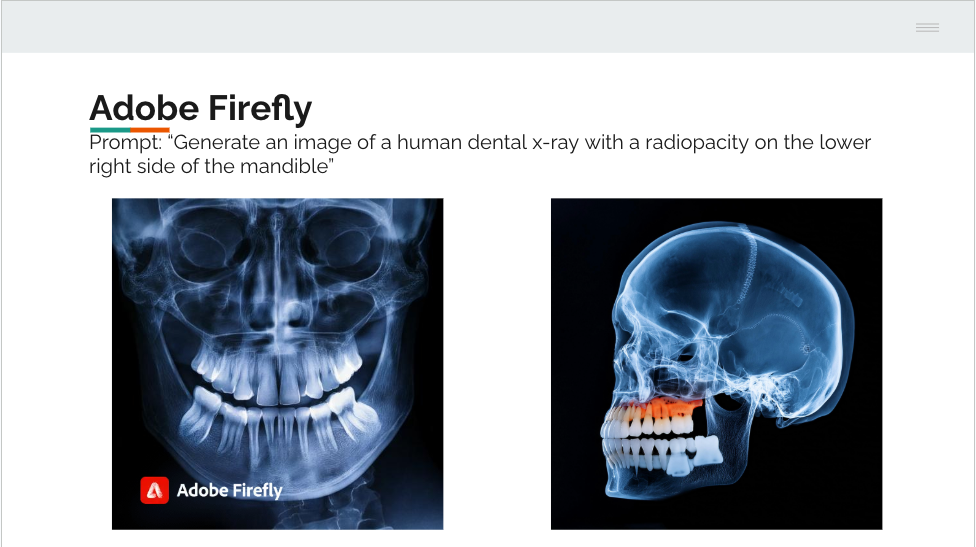 Adobe Firefly
Prompt: “Generate an image of a human dental x-ray with a radiopacity on the lower
right side of the mandible”
Adobe Firefly